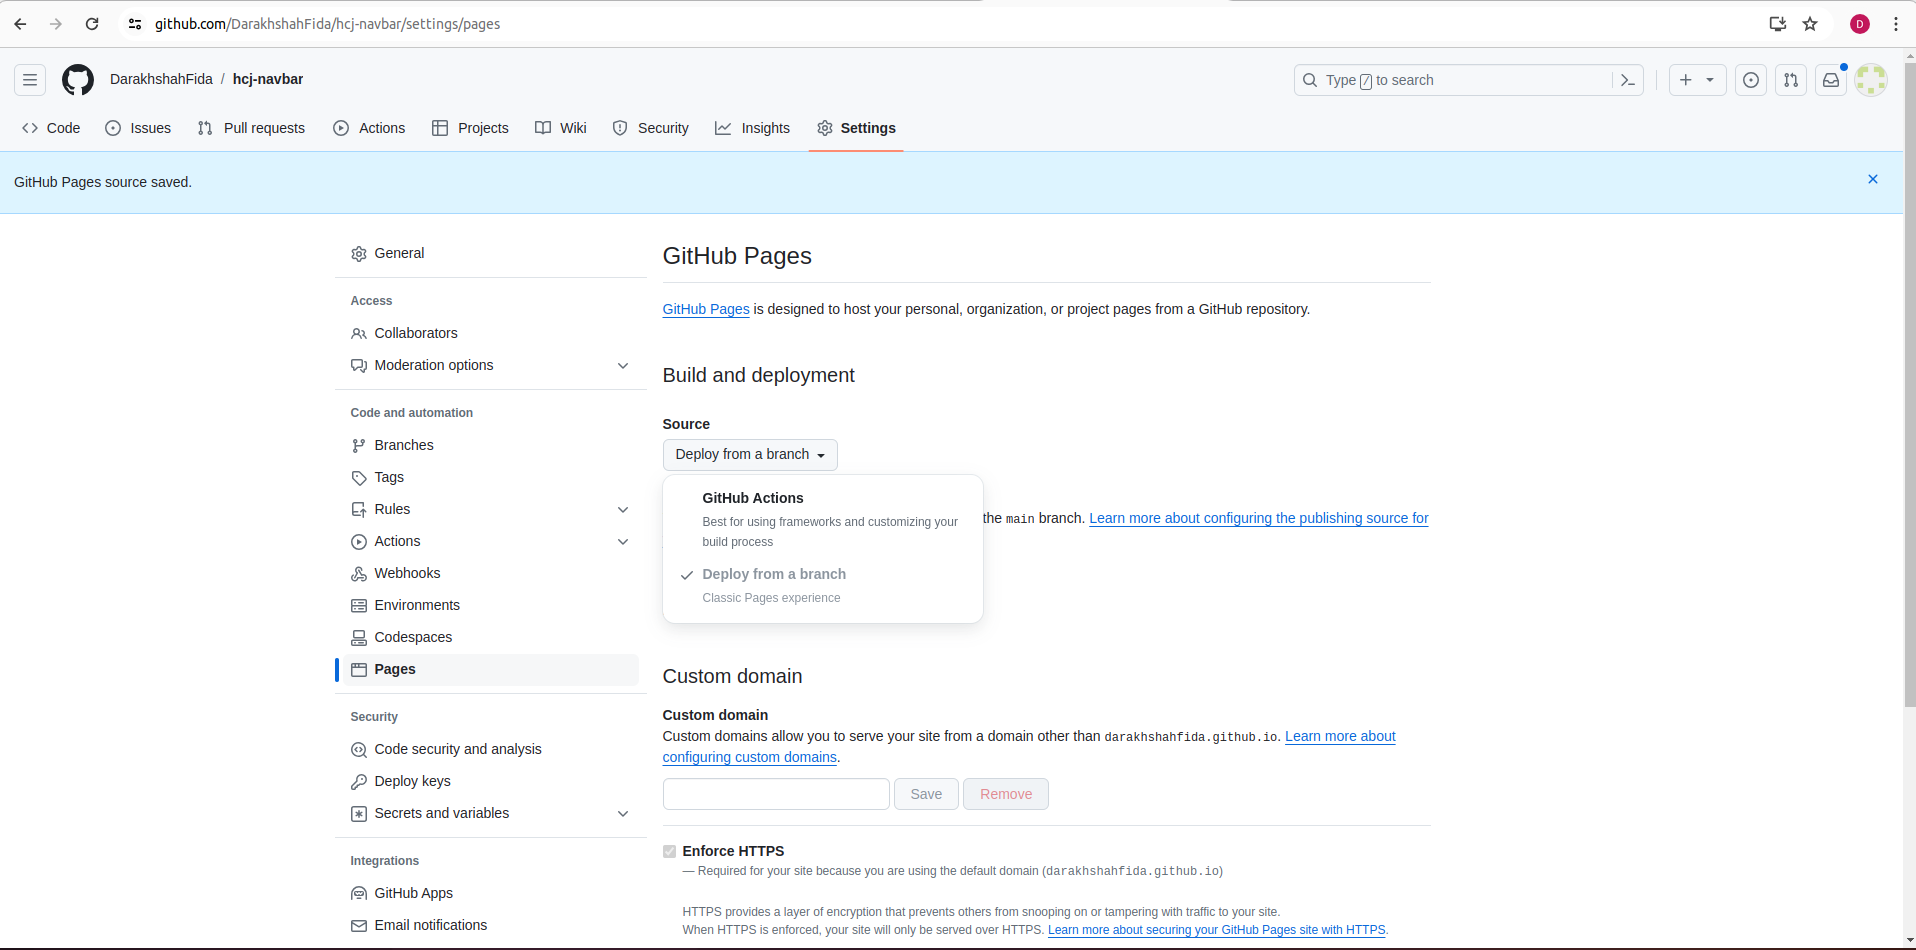 github.com/DarakhshahFida/hcj-navbar/settings/pages
D
DarakhshahFida / hcj-navbar
Type / to search
Code Issues Pull requests Actions Projects Wiki Security Insights Settings
GitHub Pages source saved.
General
Access
Collaborators
Moderation options
Code and automation
Branches
Tags
Rules
Actions
Webhooks
Environments
Codespaces
Pages
Security
Code security and analysis
Deploy keys
Secrets and variables
Integrations
GitHub Apps
Email notifications
GitHub Pages
GitHub Pages is designed to host your personal, organization, or project pages from a GitHub repository.
Build and deployment
Source
Deploy from a branch
GitHub Actions
Best for using frameworks and customizing your
build process
Deploy from a branch
Classic Pages experience
the main branch. Learn more about configuring the publishing source for
Custom domain
Custom domain
Custom domains allow you to serve your site from a domain other than darakhshahfida.github.io. Learn more about
configuring custom domains.
Save Remove
Enforce HTTPS
— Required for your site because you are using the default domain (darakhshahfida.github.io)
HTTPS provides a layer of encryption that prevents others from snooping on or tampering with traffic to your site.
When HTTPS is enforced, your site will only be served over HTTPS. Learn more about securing your GitHub Pages site with HTTPS.